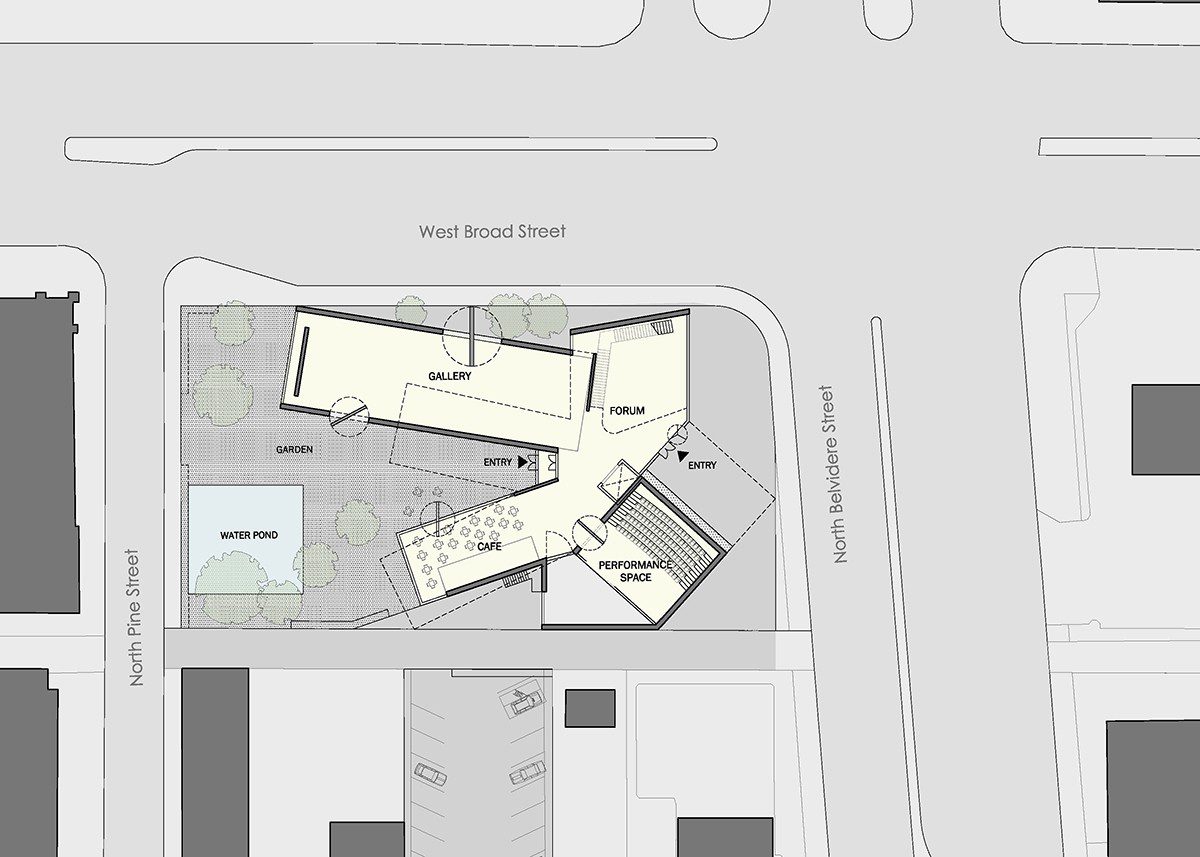 West Broad Street
GALLERY
FORUM
GARDEN
ENTRY
ENTRY
North Belvidere Street
WATER POND
CAFE
PERFORMANCE
SPACE
North Pine Street